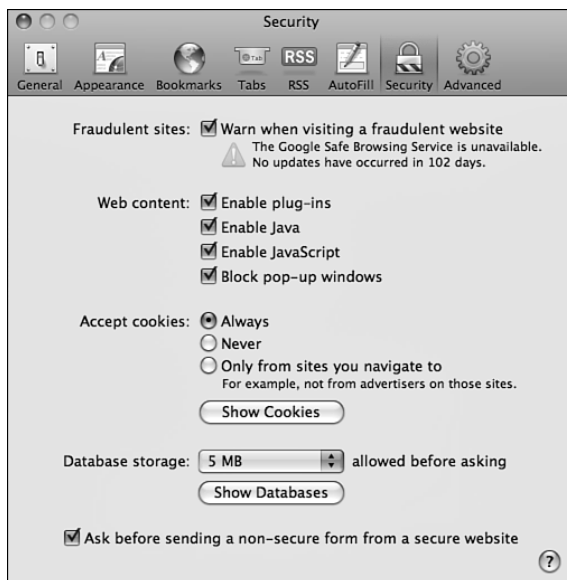 Security
General Appearance Bookmarks Tabs RSS AutoFill Security Advanced
Fraudulent sites: Warn when visiting a fraudulent website
The Google Safe Browsing Service is unavailable.
No updates have occurred in 102 days.
Web content: Enable plug-ins
Enable Java
Enable JavaScript
Block pop-up windows
Accept cookies: Always
Never
Only from sites you navigate to
For example, not from advertisers on those sites.
Show Cookies
Database storage: 5 MB allowed before asking
Show Databases
Ask before sending a non-secure form from a secure website
?